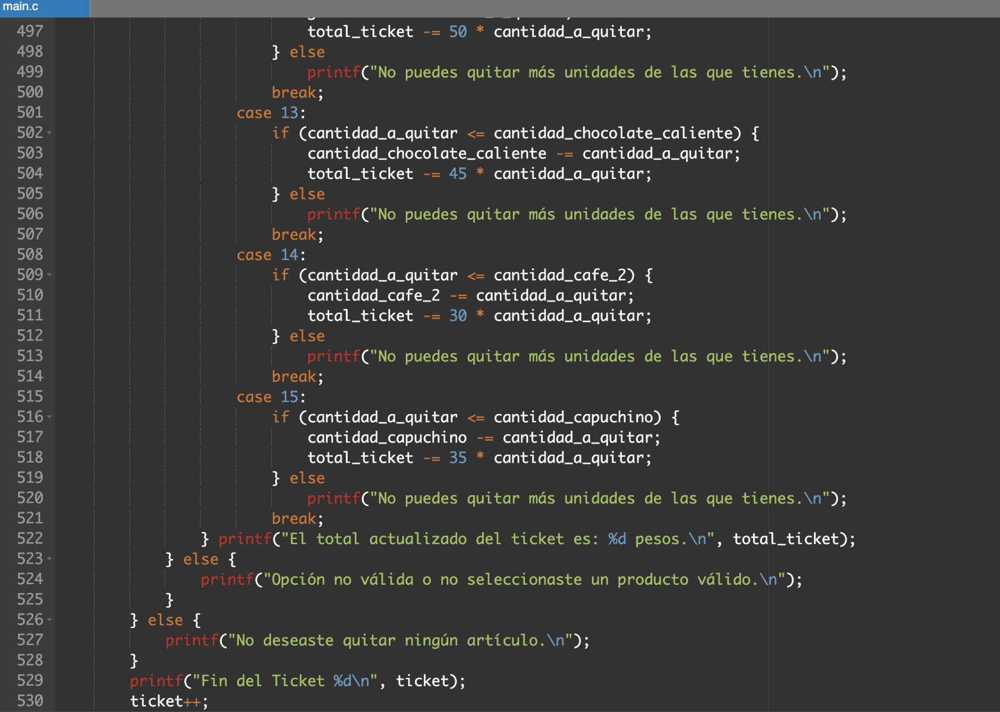 main.c
497 total_ticket -= 50 * cantidad_a_quitar;
498 } else
499 printf("No puedes quitar más unidades de las que tienes.\n");
500 break;
501 case 13:
502 if (cantidad_a_quitar <= cantidad_chocolate_caliente) {
503 cantidad_chocolate_caliente -= cantidad_a_quitar;
504 total_ticket -= 45 * cantidad_a_quitar;
505 } else
506 printf("No puedes quitar más unidades de las que tienes.\n");
507 break;
508 case 14:
509 if (cantidad_a_quitar <= cantidad_cafe_2) {
510 cantidad_cafe_2 -= cantidad_a_quitar;
511 total_ticket -= 30 * cantidad_a_quitar;
512 } else
513 printf("No puedes quitar más unidades de las que tienes.\n");
514 break;
515 case 15:
516 if (cantidad_a_quitar <= cantidad_capuchino) {
517 cantidad_capuchino -= cantidad_a_quitar;
518 total_ticket -= 35 * cantidad_a_quitar;
519 } else
520 printf("No puedes quitar más unidades de las que tienes.\n");
521 break;
522 } printf("El total actualizado del ticket es: %d pesos.\n", total_ticket);
523 } else {
524 printf("Opción no válida o no seleccionaste un producto válido.\n");
525 }
526 } else {
527 printf("No deseaste quitar ningún artículo.\n");
528 }
529 printf("Fin del Ticket %d\n", ticket);
530 ticket++;